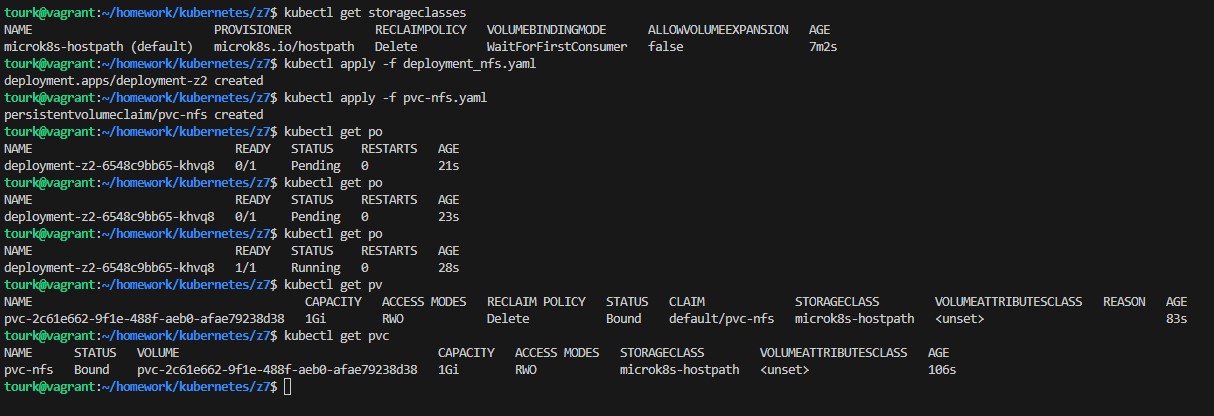 tourk@vagrant:~/homework/kubernetes/z7$ kubectl get storageclasses
NAME                          PROVISIONER            RECLAIMPOLICY   VOLUMEBINDINGMODE      ALLOWVOLUMEEXPANSION   AGE
microk8s-hostpath (default)   microk8s.io/hostpath   Delete          WaitForFirstConsumer   false                  7m2s
tourk@vagrant:~/homework/kubernetes/z7$ kubectl apply -f deployment_nfs.yaml
deployment.apps/deployment-z2 created
tourk@vagrant:~/homework/kubernetes/z7$ kubectl apply -f pvc-nfs.yaml
persistentvolumeclaim/pvc-nfs created
tourk@vagrant:~/homework/kubernetes/z7$ kubectl get po
NAME                             READY   STATUS    RESTARTS   AGE
deployment-z2-6548c9bb65-khvq8   0/1     Pending   0          21s
tourk@vagrant:~/homework/kubernetes/z7$ kubectl get po
NAME                             READY   STATUS    RESTARTS   AGE
deployment-z2-6548c9bb65-khvq8   0/1     Pending   0          23s
tourk@vagrant:~/homework/kubernetes/z7$ kubectl get po
NAME                             READY   STATUS    RESTARTS   AGE
deployment-z2-6548c9bb65-khvq8   1/1     Running   0          28s
tourk@vagrant:~/homework/kubernetes/z7$ kubectl get pv
NAME                                       CAPACITY   ACCESS MODES   RECLAIM POLICY   STATUS   CLAIM             STORAGECLASS        VOLUMEATTRIBUTESCLASS   REASON   AGE
pvc-2c61e662-9f1e-488f-aeb0-afae79238d38   1Gi        RWO            Delete           Bound    default/pvc-nfs   microk8s-hostpath   <unset>                          83s
tourk@vagrant:~/homework/kubernetes/z7$ kubectl get pvc
NAME      STATUS   VOLUME                                     CAPACITY   ACCESS MODES   STORAGECLASS        VOLUMEATTRIBUTESCLASS   AGE
pvc-nfs   Bound    pvc-2c61e662-9f1e-488f-aeb0-afae79238d38   1Gi        RWO            microk8s-hostpath   <unset>                 106s
tourk@vagrant:~/homework/kubernetes/z7$